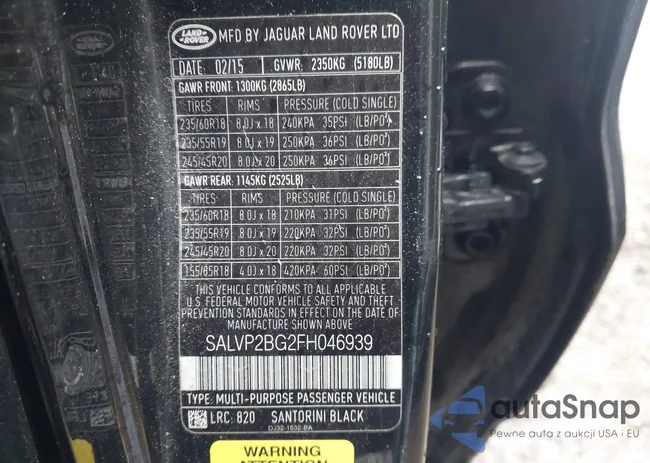 LAND ROVER MFD BY JAGUAR LAND ROVER LTD
DATE: 02/15 GVWR: 2350KG (5180LB)
GAWR FRONT: 1300KG (2865LB)
TIRES RIMS PRESSURE (COLD SINGLE)
235/60R18 8.0J x 18 240KPA 35PSI (LB/PO²)
235/55R19 8.0J x 19 250KPA 36PSI (LB/PO²)
245/45R20 8.0J x 20 250KPA 36PSI (LB/PO²)
GAWR REAR: 1145KG (2525LB)
TIRES RIMS PRESSURE (COLD SINGLE)
235/60R18 8.0J x 18 210KPA 31PSI (LB/PO²)
235/55R19 8.0J x 19 220KPA 32PSI (LB/PO²)
245/45R20 8.0J x 20 220KPA 32PSI (LB/PO²)
155/85R18 4.0J x 18 420KPA 60PSI (LB/PO²)
THIS VEHICLE CONFORMS TO ALL APPLICABLE
U.S. FEDERAL MOTOR VEHICLE SAFETY AND THEFT
PREVENTION STANDARDS IN EFFECT ON THE DATE
OF MANUFACTURE SHOWN ABOVE.
SALVP2BG2FH046939
TYPE: MULTI-PURPOSE PASSENGER VEHICLE
LRC: 820 SANTORINI BLACK
DJ32-1532-BA
WARNING
ATTENTION
autaSnap
Pewne auta z aukcji USA i EU